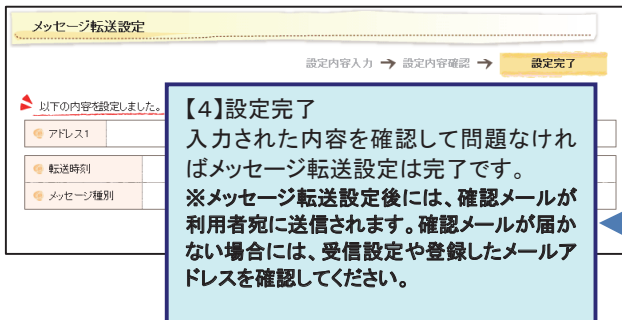 メッセージ転送設定
設定内容入力 → 設定内容確認 → 設定完了
以下の内容を設定しました。
アドレス1
転送時刻
メッセージ種別
【4】設定完了
入力された内容を確認して問題なけれ
ばメッセージ転送設定は完了です。
※メッセージ転送設定後には、確認メールが
利用者宛に送信されます。確認メールが届か
ない場合には、受信設定や登録したメールア
ドレスを確認してください。